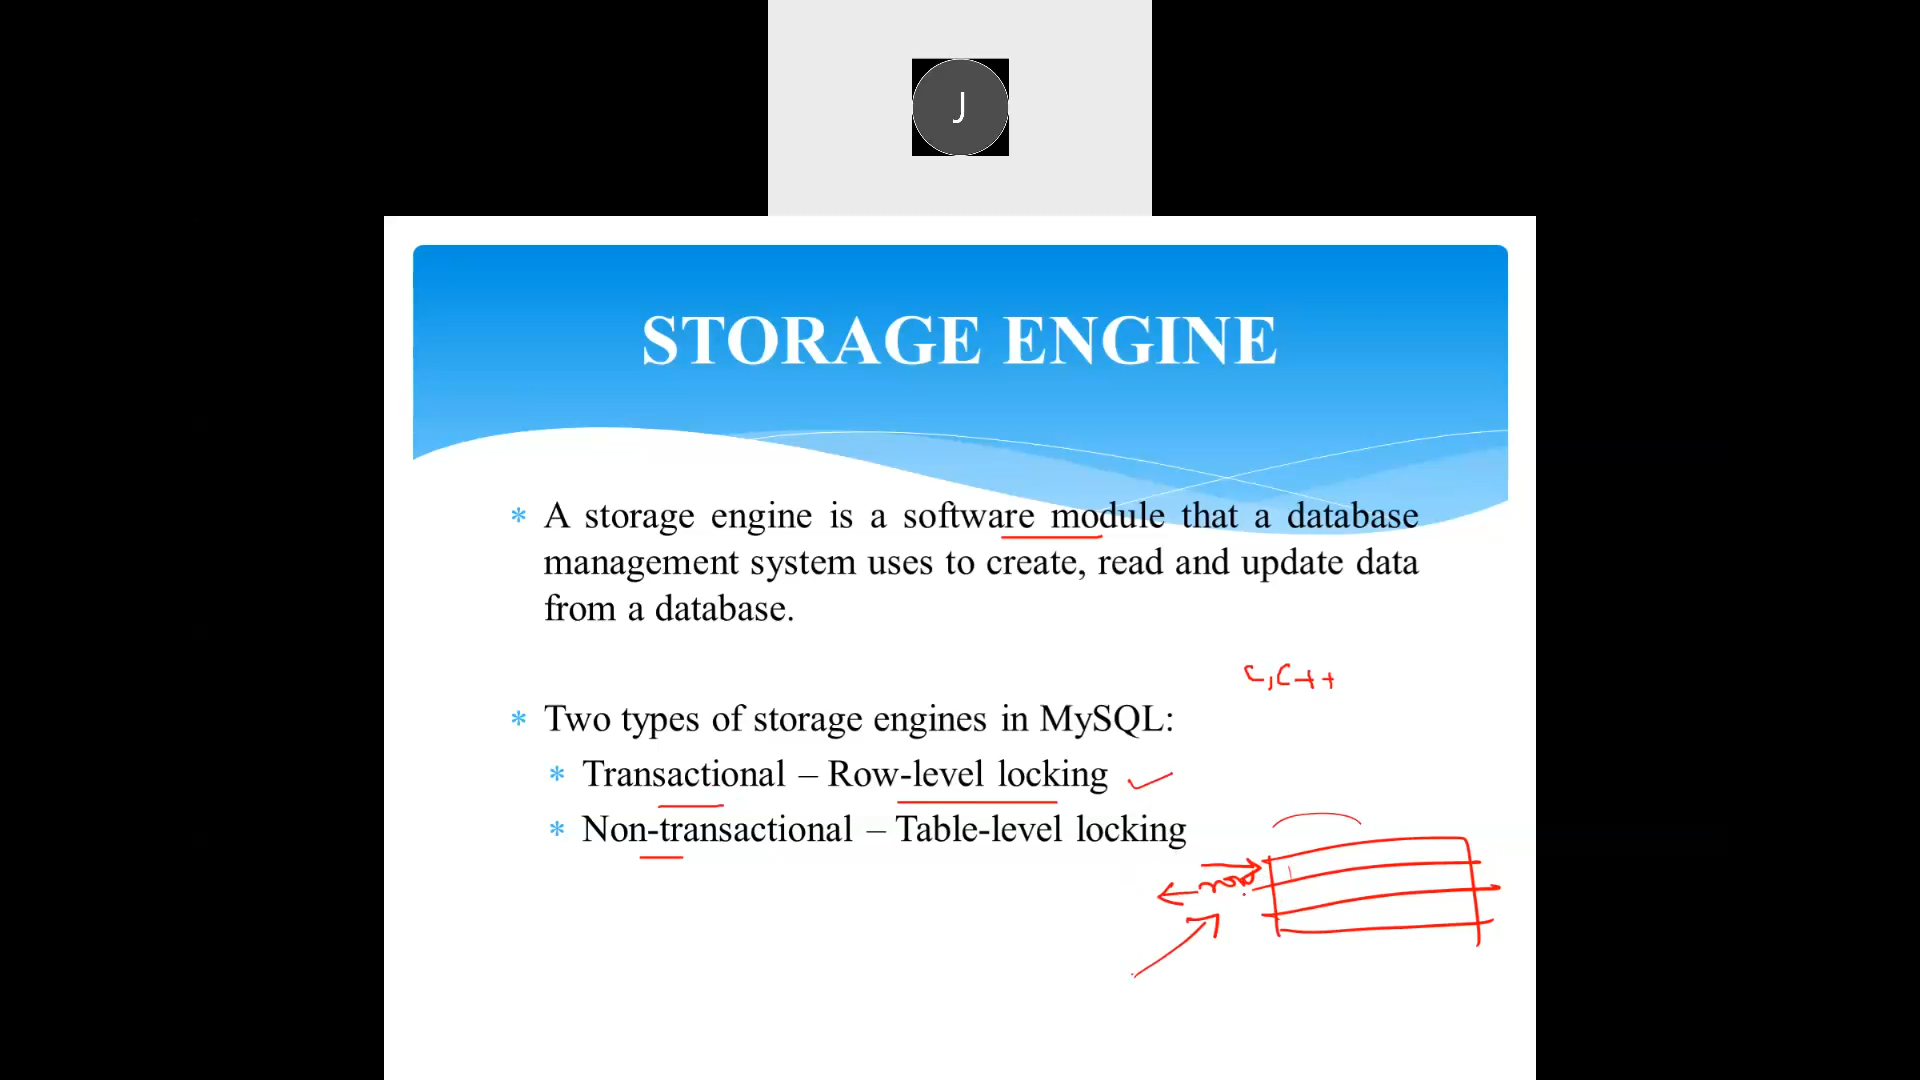 J
STORAGE ENGINE
* A storage engine is a software module that a database
management system uses to create, read and update data
from a database.
C, C++
* Two types of storage engines in MySQL:
* Transactional – Row-level locking
* Non-transactional – Table-level locking
row